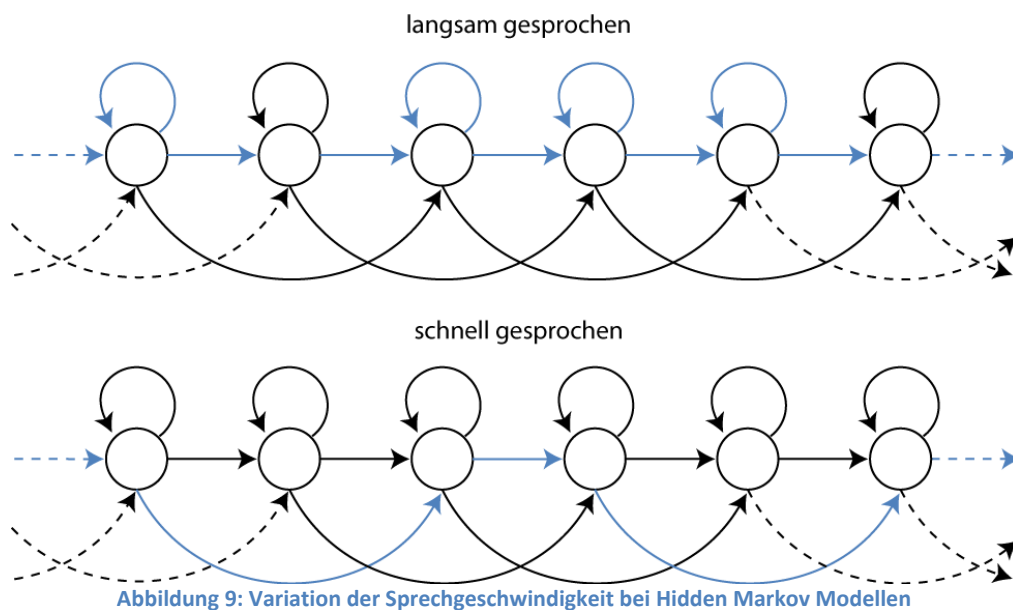 langsam gesprochen
schnell gesprochen
Abbildung 9: Variation der Sprechgeschwindigkeit bei Hidden Markov Modellen